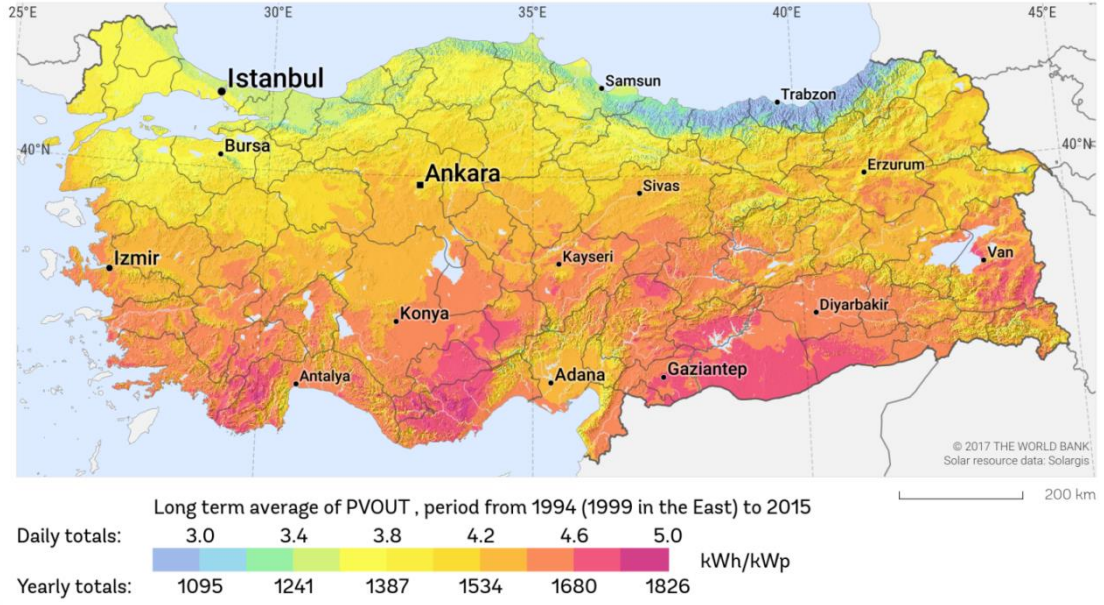 25°E 30°E 35°E 40°E 45°E
Istanbul
Samsun
Trabzon
40°N
Bursa
40°N
Ankara
Erzurum
Sivas
Izmir
Kayseri
Van
Konya
Diyarbakir
Antalya
Adana
Gaziantep
© 2017 THE WORLD BANK
Solar resource data: Solargis
200 km
Long term average of PVOUT , period from 1994 (1999 in the East) to 2015
Daily totals: 3.0 3.4 3.8 4.2 4.6 5.0
kWh/kWp
Yearly totals: 1095 1241 1387 1534 1680 1826